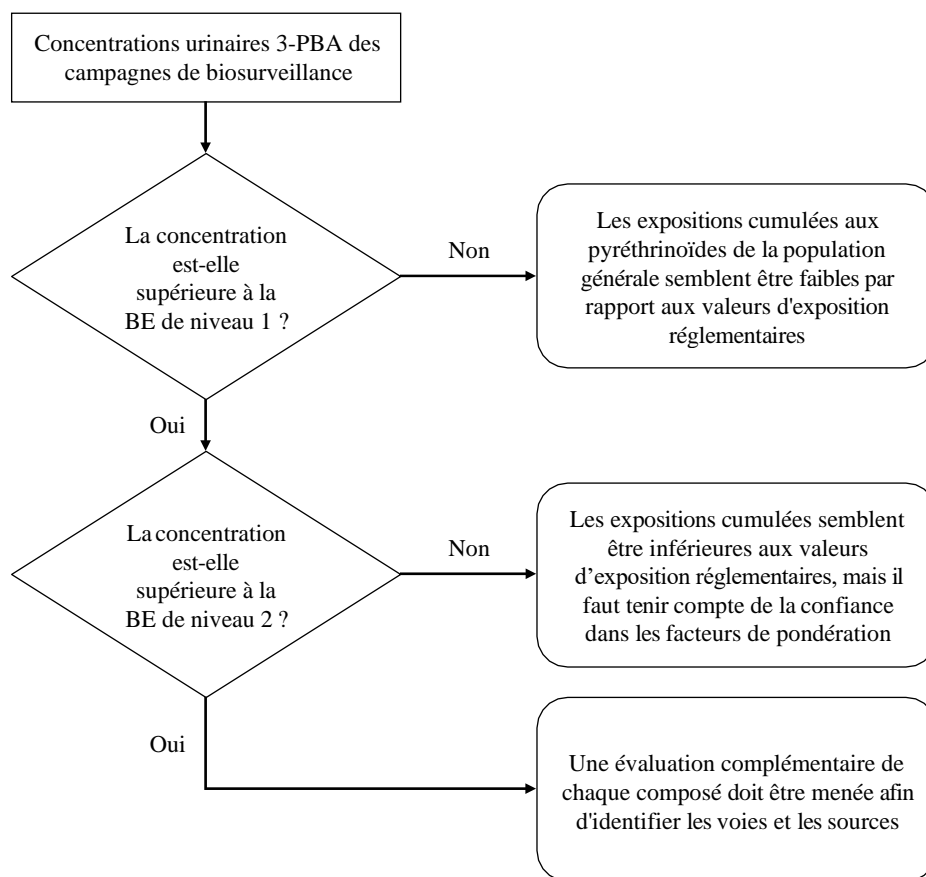 Concentrations urinaires 3-PBA des
campagnes de biosurveillance
La concentration
est-elle
supérieure à la
BE de niveau 1 ?
Non
Les expositions cumulées aux
pyréthrinoïdes de la population
générale semblent être faibles par
rapport aux valeurs d'exposition
réglementaires
Oui
La concentration
est-elle
supérieure à la
BE de niveau 2 ?
Non
Les expositions cumulées semblent
être inférieures aux valeurs
d’exposition réglementaires, mais il
faut tenir compte de la confiance
dans les facteurs de pondération
Oui
Une évaluation complémentaire de
chaque composé doit être menée afin
d'identifier les voies et les sources